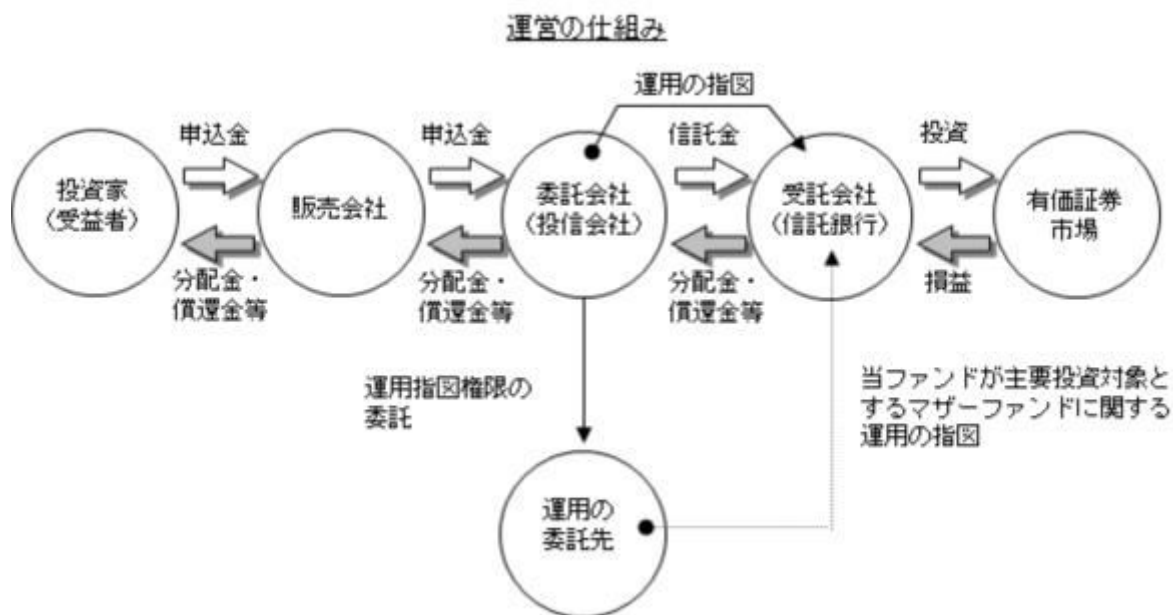 運営の仕組み
運用の指図
申込金
申込金
信託金
投資
投資家
(受益者)
販売会社
委託会社
(投信会社)
受託会社
(信託銀行)
有価証券
市場
分配金・
償還金等
分配金・
償還金等
分配金・
償還金等
損益
運用指図権限の
委託
当ファンドが主要投資対象と
するマザーファンドに関する
運用の指図
運用の
委託先